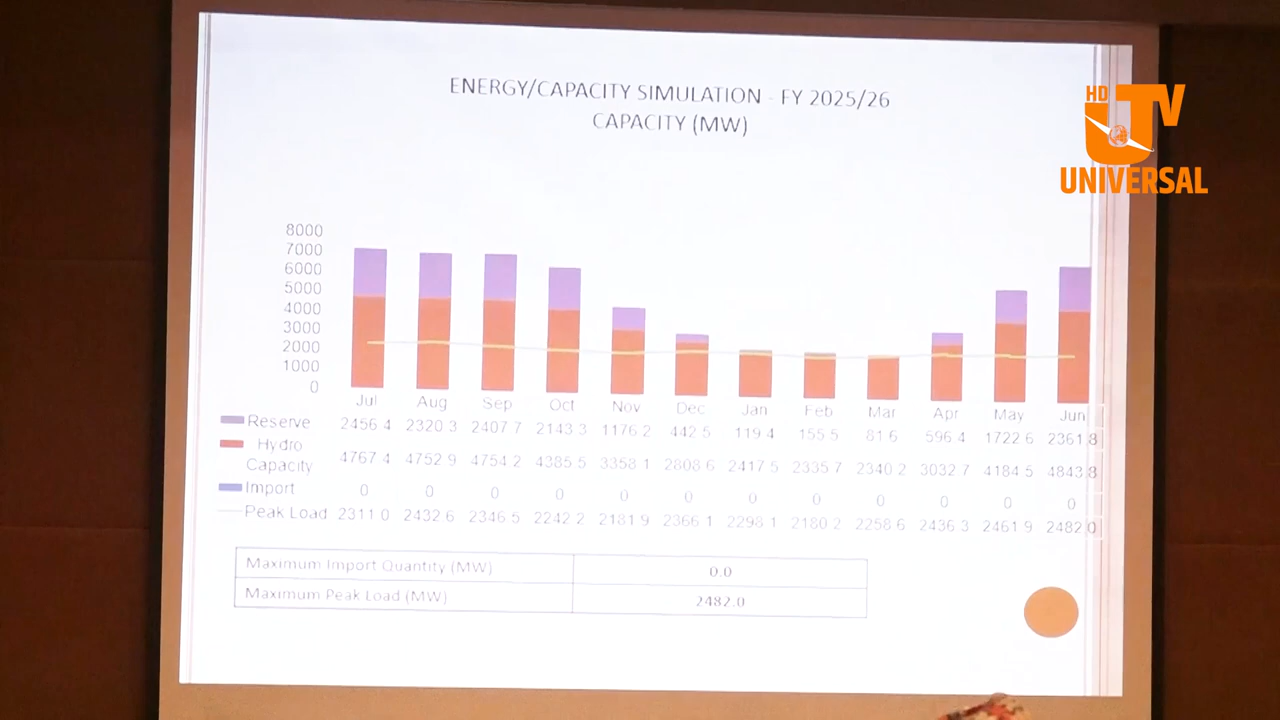 ENERGY/CAPACITY SIMULATION - FY 2025/26
CAPACITY (MW)
HD
UTV
UNIVERSAL
8000
7000
6000
5000
4000
3000
2000
1000
0
Jul Aug Sep Oct Nov Dec Jan Feb Mar Apr May Jun
Reserve 2456.4 2320.3 2407.7 2143.3 1176.2 442.5 119.4 155.5 81.6 596.4 1722.6 2361.8
Hydro Capacity 4767.4 4752.9 4754.2 4385.5 3358.1 2808.6 2417.5 2335.7 2340.2 3032.7 4184.5 4843.8
Import 0 0 0 0 0 0 0 0 0 0 0 0
Peak Load 2311.0 2432.6 2346.5 2242.2 2181.9 2366.1 2298.1 2180.2 2258.6 2436.3 2461.9 2482.0
Maximum Import Quantity (MW) 0.0
Maximum Peak Load (MW) 2482.0